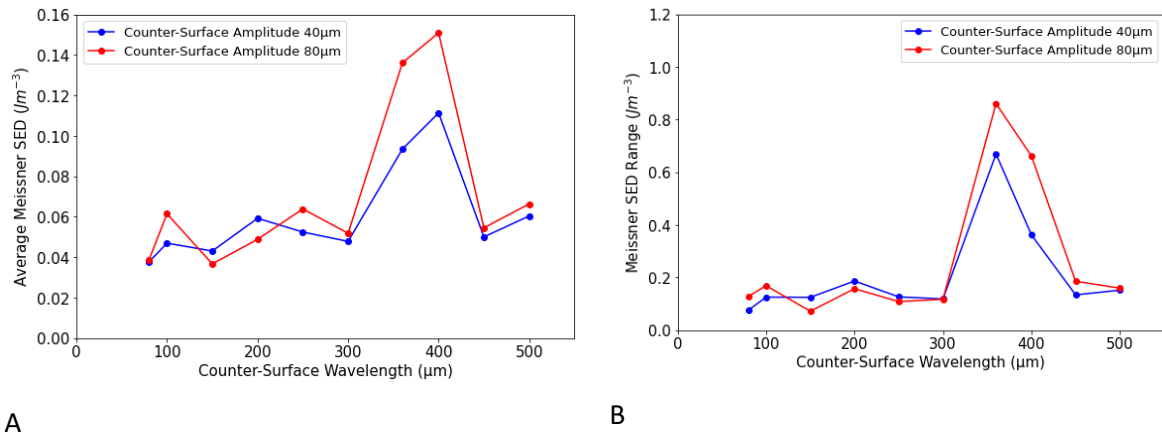 0.16
0.14
0.12
0.10
0.08
0.06
0.04
0.02
0.00
Average Meissner SED (Jm⁻³)
Counter-Surface Amplitude 40μm
Counter-Surface Amplitude 80μm
0 100 200 300 400 500
Counter-Surface Wavelength (μm)
A
1.2
1.0
0.8
0.6
0.4
0.2
0.0
Meissner SED Range (Jm⁻³)
Counter-Surface Amplitude 40μm
Counter-Surface Amplitude 80μm
0 100 200 300 400 500
Counter-Surface Wavelength (μm)
B